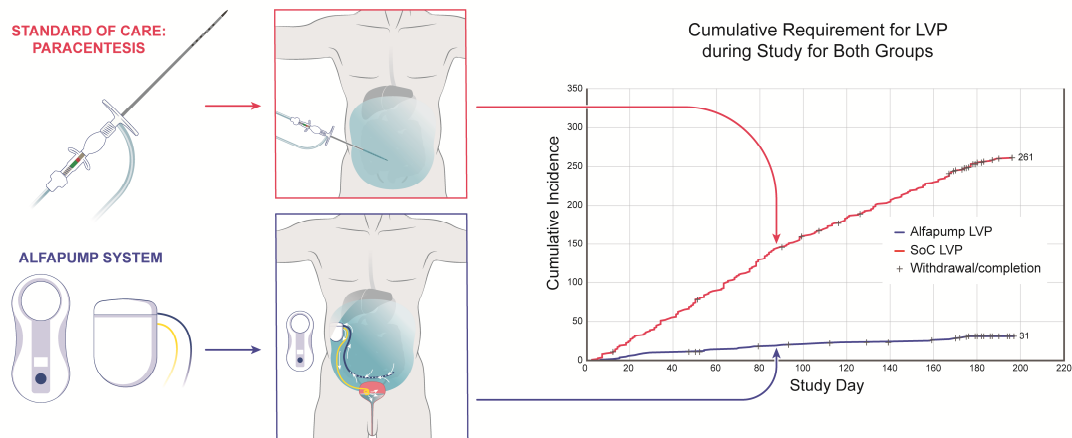 STANDARD OF CARE:
PARACENTESIS
ALFAPUMP SYSTEM
Cumulative Requirement for LVP
during Study for Both Groups
Cumulative Incidence
350
300
250
200
150
100
50
0
261
31
Alfapump LVP
SoC LVP
Withdrawal/completion
0 20 40 60 80 100 120 140 160 180 200 220
Study Day